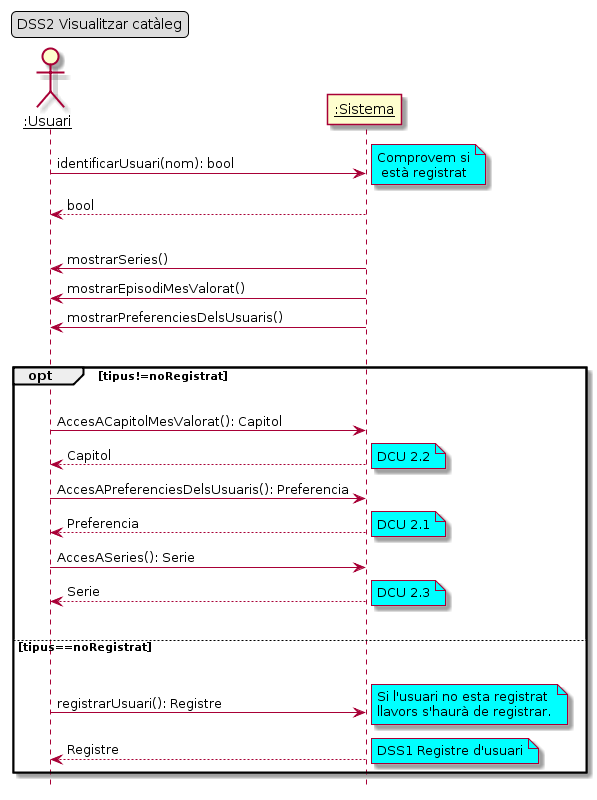 DSS2 Visualitzar catàleg
:Usuari
:Sistema
identificarUsuari(nom): bool
Comprovem si
està registrat
bool
mostrarSeries()
mostrarEpisodiMesValorat()
mostrarPreferenciesDelsUsuaris()
opt [tipus!=noRegistrat]
AccesACapitolMesValorat(): Capitol
Capitol
DCU 2.2
AccesAPreferenciesDelsUsuaris(): Preferencia
Preferencia
DCU 2.1
AccesASeries(): Serie
Serie
DCU 2.3
[tipus==noRegistrat]
registrarUsuari(): Registre
Si l'usuari no esta registrat
llavors s'haurà de registrar.
Registre
DSS1 Registre d'usuari